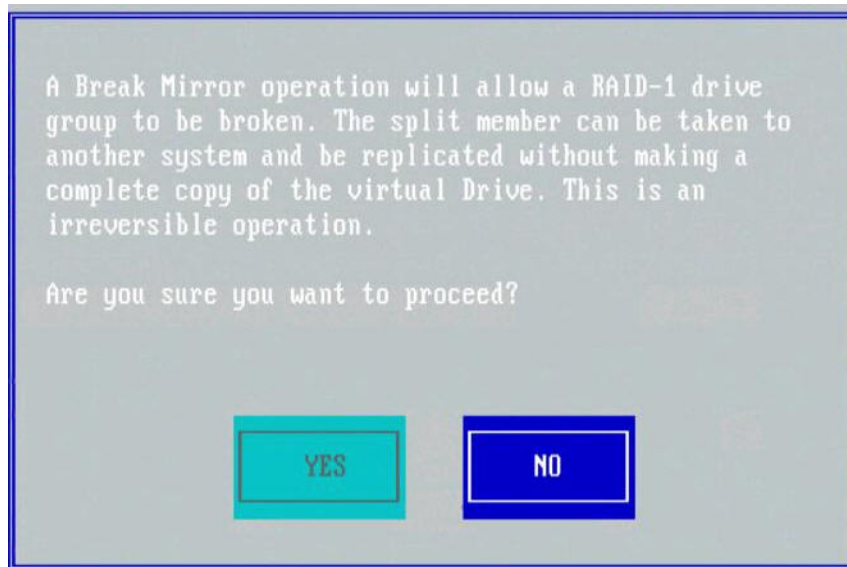 A Break Mirror operation will allow a RAID-1 drive
group to be broken. The split member can be taken to
another system and be replicated without making a
complete copy of the virtual Drive. This is an
irreversible operation.
Are you sure you want to proceed?
YES
NO